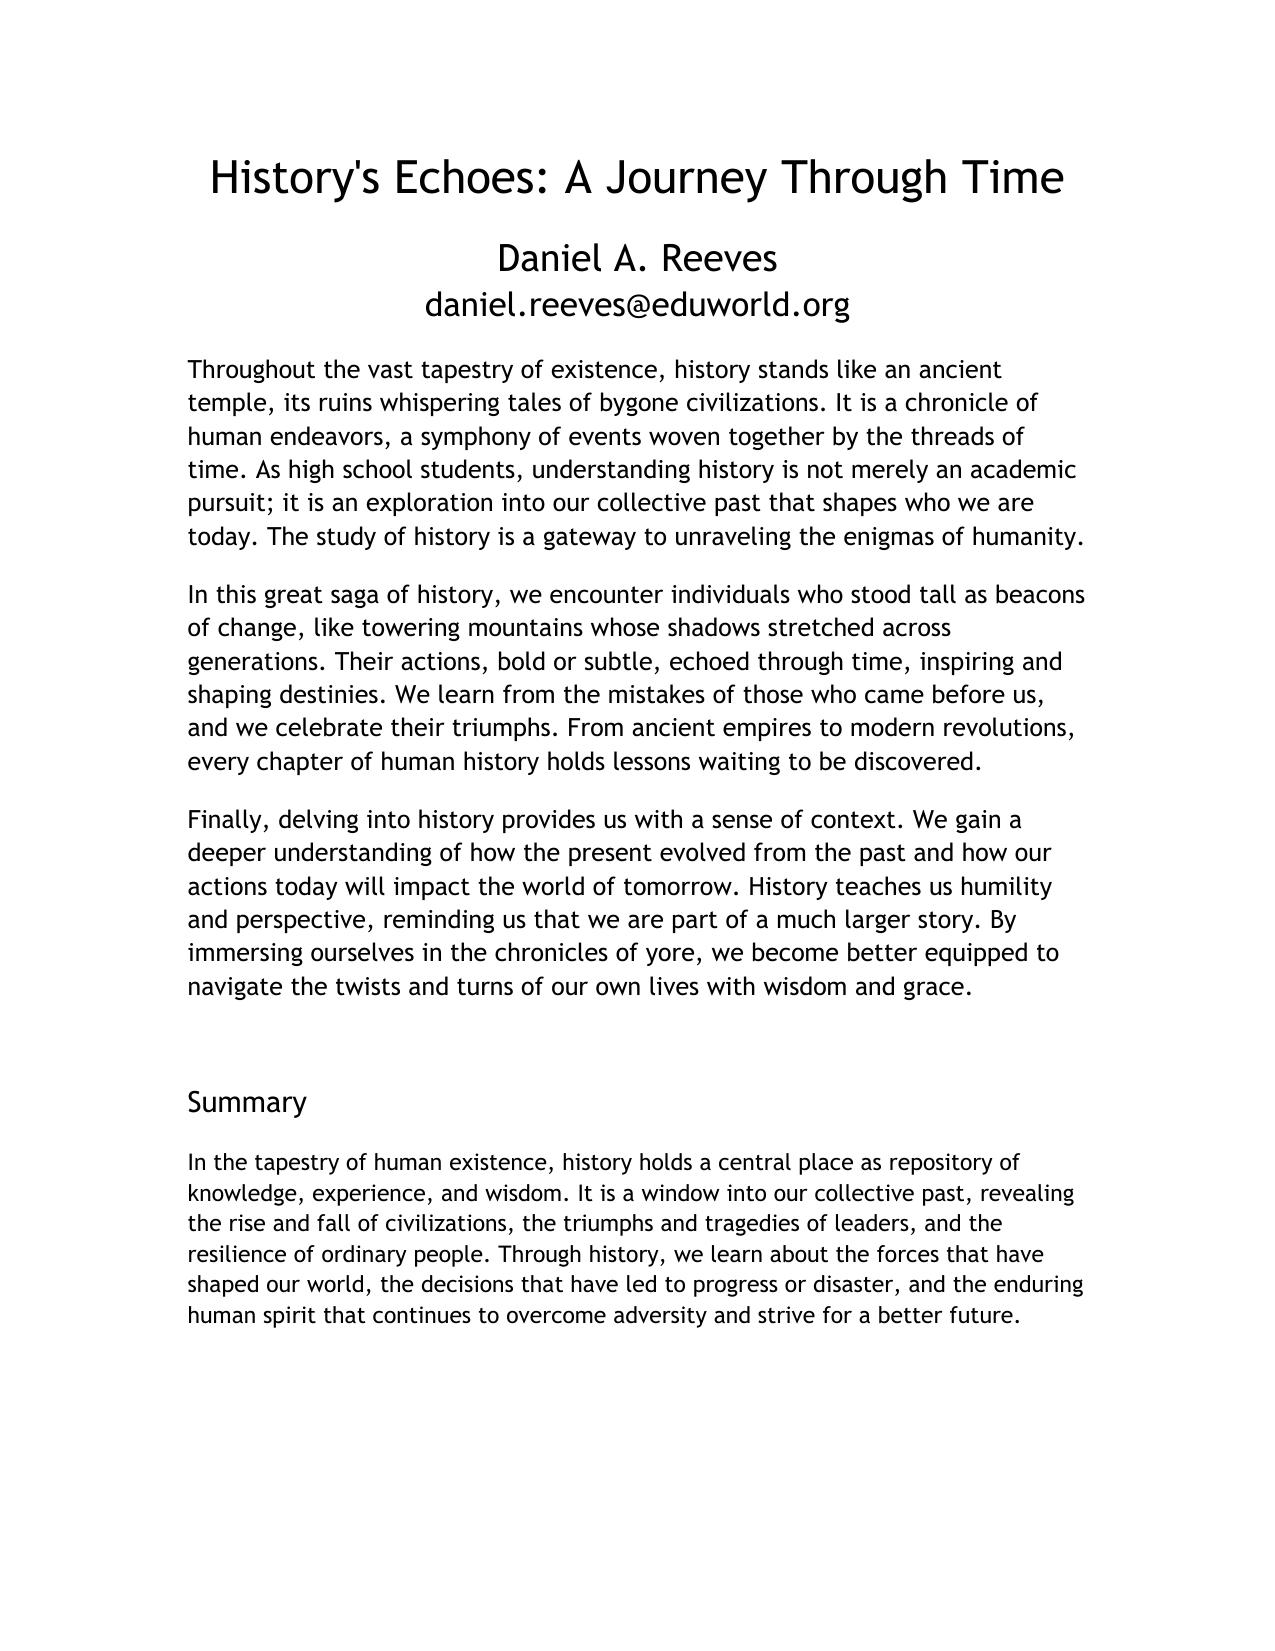 History's Echoes: A Journey Through Time
Daniel A. Reeves
daniel.reeves@eduworld.org
Throughout the vast tapestry of existence, history stands like an ancient
temple, its ruins whispering tales of bygone civilizations. It is a chronicle of
human endeavors, a symphony of events woven together by the threads of
time. As high school students, understanding history is not merely an academic
pursuit; it is an exploration into our collective past that shapes who we are
today. The study of history is a gateway to unraveling the enigmas of humanity.
In this great saga of history, we encounter individuals who stood tall as beacons
of change, like towering mountains whose shadows stretched across
generations. Their actions, bold or subtle, echoed through time, inspiring and
shaping destinies. We learn from the mistakes of those who came before us,
and we celebrate their triumphs. From ancient empires to modern revolutions,
every chapter of human history holds lessons waiting to be discovered.
Finally, delving into history provides us with a sense of context. We gain a
deeper understanding of how the present evolved from the past and how our
actions today will impact the world of tomorrow. History teaches us humility
and perspective, reminding us that we are part of a much larger story. By
immersing ourselves in the chronicles of yore, we become better equipped to
navigate the twists and turns of our own lives with wisdom and grace.
Summary
In the tapestry of human existence, history holds a central place as repository of
knowledge, experience, and wisdom. It is a window into our collective past, revealing
the rise and fall of civilizations, the triumphs and tragedies of leaders, and the
resilience of ordinary people. Through history, we learn about the forces that have
shaped our world, the decisions that have led to progress or disaster, and the enduring
human spirit that continues to overcome adversity and strive for a better future.